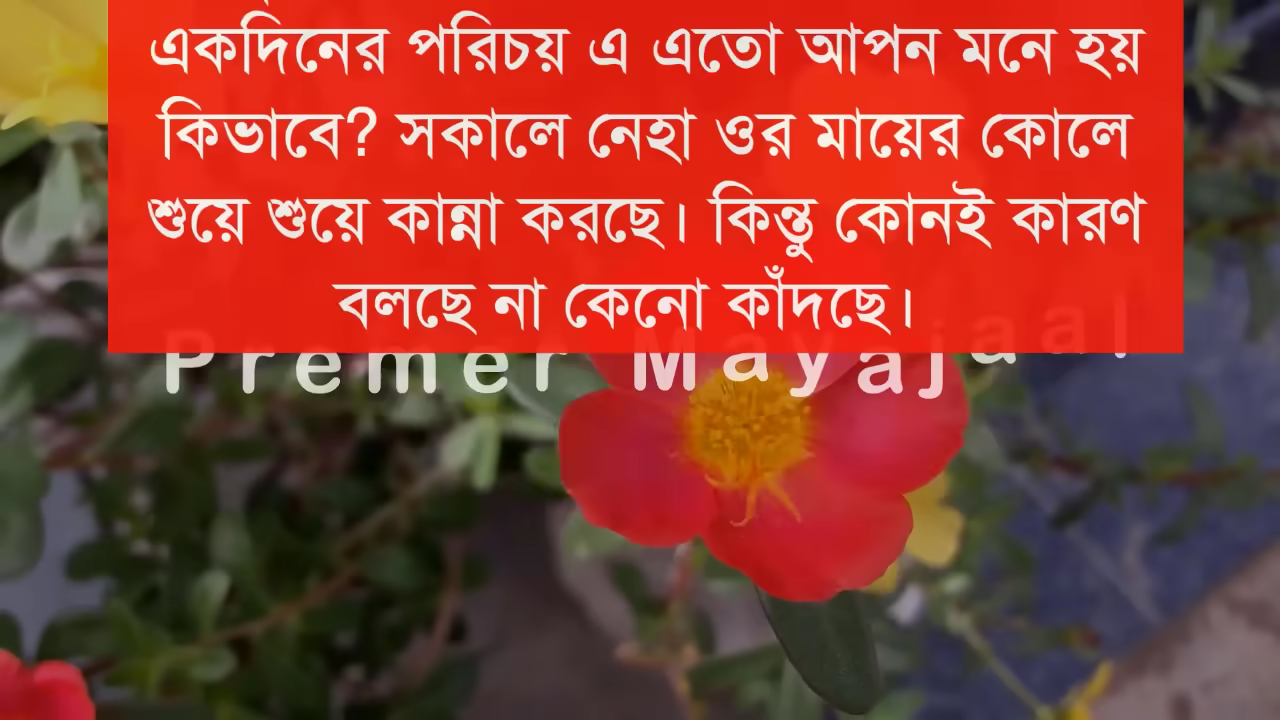 একদিনের পরিচয় এ এতো আপন মনে হয়
কিভাবে? সকালে নেহা ওর মায়ের কোলে
শুয়ে শুয়ে কান্না করছে। কিন্তু কোনই কারণ
বলছে না কেনো কাঁদছে।
Premer Mayajaal